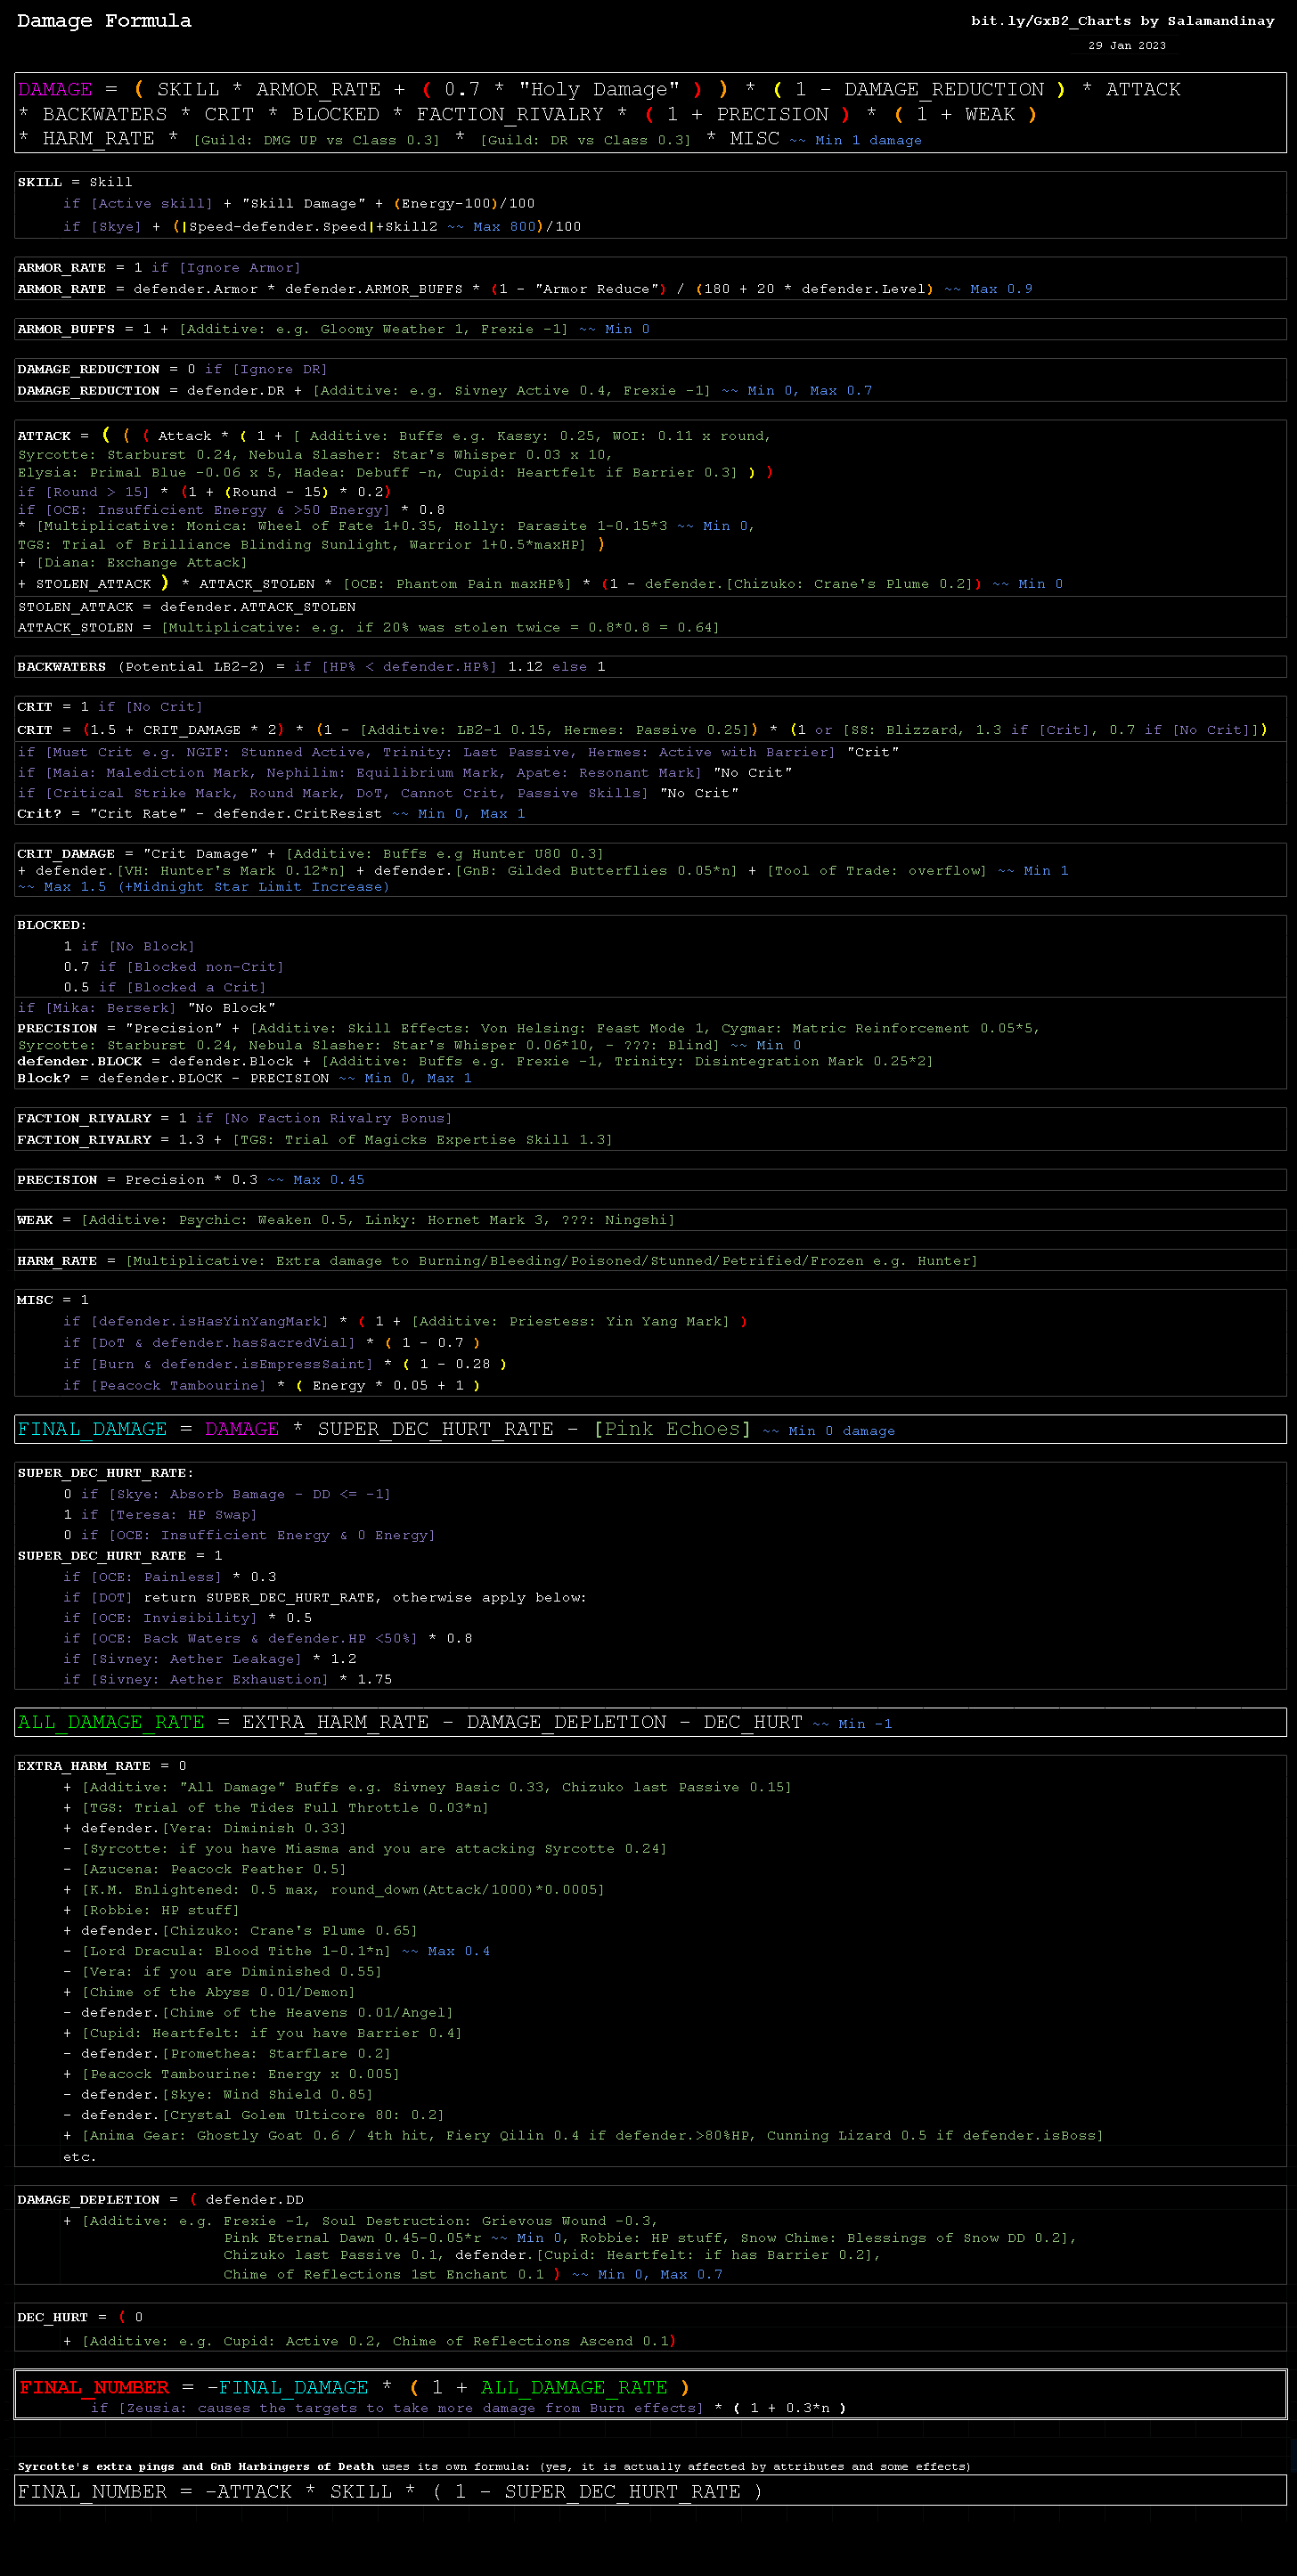 Damage Formula
bit.ly/GxB2_Charts by Salamandinay
29 Jan 2023
DAMAGE = ( SKILL * ARMOR_RATE + ( 0.7 * "Holy Damage" ) ) * ( 1 - DAMAGE_REDUCTION ) * ATTACK
* BACKWATERS * CRIT * BLOCKED * FACTION_RIVALRY * ( 1 + PRECISION ) * ( 1 + WEAK )
* HARM_RATE * [Guild: DMG UP vs Class 0.3] * [Guild: DR vs Class 0.3] * MISC ~~ Min 1 damage
SKILL = Skill
if [Active skill] + "Skill Damage" + (Energy-100)/100
if [Skye] + (|Speed-defender.Speed|+Skill2 ~~ Max 800)/100
ARMOR_RATE = 1 if [Ignore Armor]
ARMOR_RATE = defender.Armor * defender.ARMOR_BUFFS * (1 - "Armor Reduce") / (180 + 20 * defender.Level) ~~ Max 0.9
ARMOR_BUFFS = 1 + [Additive: e.g. Gloomy Weather 1, Frexie -1] ~~ Min 0
DAMAGE_REDUCTION = 0 if [Ignore DR]
DAMAGE_REDUCTION = defender.DR + [Additive: e.g. Sivney Active 0.4, Frexie -1] ~~ Min 0, Max 0.7
ATTACK = ( ( ( Attack * ( 1 + [ Additive: Buffs e.g. Kassy: 0.25, WOI: 0.11 x round,
Syrcotte: Starburst 0.24, Nebula Slasher: Star's Whisper 0.03 x 10,
Elysia: Primal Blue -0.06 x 5, Hadea: Debuff -n, Cupid: Heartfelt if Barrier 0.3] ) )
if [Round > 15] * (1 + (Round - 15) * 0.2)
if [OCE: Insufficient Energy & >50 Energy] * 0.8
* [Multiplicative: Monica: Wheel of Fate 1+0.35, Holly: Parasite 1-0.15*3 ~~ Min 0,
TGS: Trial of Brilliance Blinding Sunlight, Warrior 1+0.5*maxHP] )
+ [Diana: Exchange Attack]
+ STOLEN_ATTACK ) * ATTACK_STOLEN * [OCE: Phantom Pain maxHP%] * (1 - defender.[Chizuko: Crane's Plume 0.2]) ~~ Min 0
STOLEN_ATTACK = defender.ATTACK_STOLEN
ATTACK_STOLEN = [Multiplicative: e.g. if 20% was stolen twice = 0.8*0.8 = 0.64]
BACKWATERS (Potential LB2-2) = if [HP% < defender.HP%] 1.12 else 1
CRIT = 1 if [No Crit]
CRIT = (1.5 + CRIT_DAMAGE * 2) * (1 - [Additive: LB2-1 0.15, Hermes: Passive 0.25]) * (1 or [SS: Blizzard, 1.3 if [Crit], 0.7 if [No Crit]])
if [Must Crit e.g. NGIF: Stunned Active, Trinity: Last Passive, Hermes: Active with Barrier] "Crit"
if [Maia: Malediction Mark, Nephilim: Equilibrium Mark, Apate: Resonant Mark] "No Crit"
if [Critical Strike Mark, Round Mark, DoT, Cannot Crit, Passive Skills] "No Crit"
Crit? = "Crit Rate" - defender.CritResist ~~ Min 0, Max 1
CRIT_DAMAGE = "Crit Damage" + [Additive: Buffs e.g Hunter U80 0.3]
+ defender.[VH: Hunter's Mark 0.12*n] + defender.[GnB: Gilded Butterflies 0.05*n] + [Tool of Trade: overflow] ~~ Min 1
~~ Max 1.5 (+Midnight Star Limit Increase)
BLOCKED:
1 if [No Block]
0.7 if [Blocked non-Crit]
0.5 if [Blocked a Crit]
if [Mika: Berserk] "No Block"
PRECISION = "Precision" + [Additive: Skill Effects: Von Helsing: Feast Mode 1, Cygmar: Matric Reinforcement 0.05*5,
Syrcotte: Starburst 0.24, Nebula Slasher: Star's Whisper 0.06*10, - ???: Blind] ~~ Min 0
defender.BLOCK = defender.Block + [Additive: Buffs e.g. Frexie -1, Trinity: Disintegration Mark 0.25*2]
Block? = defender.BLOCK - PRECISION ~~ Min 0, Max 1
FACTION_RIVALRY = 1 if [No Faction Rivalry Bonus]
FACTION_RIVALRY = 1.3 + [TGS: Trial of Magicks Expertise Skill 1.3]
PRECISION = Precision * 0.3 ~~ Max 0.45
WEAK = [Additive: Psychic: Weaken 0.5, Linky: Hornet Mark 3, ???: Ningshi]
HARM_RATE = [Multiplicative: Extra damage to Burning/Bleeding/Poisoned/Stunned/Petrified/Frozen e.g. Hunter]
MISC = 1
if [defender.isHasYinYangMark] * ( 1 + [Additive: Priestess: Yin Yang Mark] )
if [DoT & defender.hasSacredVial] * ( 1 - 0.7 )
if [Burn & defender.isEmpressSaint] * ( 1 - 0.28 )
if [Peacock Tambourine] * ( Energy * 0.05 + 1 )
FINAL_DAMAGE = DAMAGE * SUPER_DEC_HURT_RATE - [Pink Echoes] ~~ Min 0 damage
SUPER_DEC_HURT_RATE:
0 if [Skye: Absorb Bamage - DD <= -1]
1 if [Teresa: HP Swap]
0 if [OCE: Insufficient Energy & 0 Energy]
SUPER_DEC_HURT_RATE = 1
if [OCE: Painless] * 0.3
if [DOT] return SUPER_DEC_HURT_RATE, otherwise apply below:
if [OCE: Invisibility] * 0.5
if [OCE: Back Waters & defender.HP <50%] * 0.8
if [Sivney: Aether Leakage] * 1.2
if [Sivney: Aether Exhaustion] * 1.75
ALL_DAMAGE_RATE = EXTRA_HARM_RATE - DAMAGE_DEPLETION - DEC_HURT ~~ Min -1
EXTRA_HARM_RATE = 0
+ [Additive: "All Damage" Buffs e.g. Sivney Basic 0.33, Chizuko last Passive 0.15]
+ [TGS: Trial of the Tides Full Throttle 0.03*n]
+ defender.[Vera: Diminish 0.33]
- [Syrcotte: if you have Miasma and you are attacking Syrcotte 0.24]
- [Azucena: Peacock Feather 0.5]
+ [K.M. Enlightened: 0.5 max, round_down(Attack/1000)*0.0005]
+ [Robbie: HP stuff]
+ defender.[Chizuko: Crane's Plume 0.65]
- [Lord Dracula: Blood Tithe 1-0.1*n] ~~ Max 0.4
- [Vera: if you are Diminished 0.55]
+ [Chime of the Abyss 0.01/Demon]
- defender.[Chime of the Heavens 0.01/Angel]
+ [Cupid: Heartfelt: if you have Barrier 0.4]
- defender.[Promethea: Starflare 0.2]
+ [Peacock Tambourine: Energy x 0.005]
- defender.[Skye: Wind Shield 0.85]
- defender.[Crystal Golem Ulticore 80: 0.2]
+ [Anima Gear: Ghostly Goat 0.6 / 4th hit, Fiery Qilin 0.4 if defender.>80%HP, Cunning Lizard 0.5 if defender.isBoss]
etc.
DAMAGE_DEPLETION = ( defender.DD
+ [Additive: e.g. Frexie -1, Soul Destruction: Grievous Wound -0.3,
Pink Eternal Dawn 0.45-0.05*r ~~ Min 0, Robbie: HP stuff, Snow Chime: Blessings of Snow DD 0.2],
Chizuko last Passive 0.1, defender.[Cupid: Heartfelt: if has Barrier 0.2],
Chime of Reflections 1st Enchant 0.1 ) ~~ Min 0, Max 0.7
DEC_HURT = ( 0
+ [Additive: e.g. Cupid: Active 0.2, Chime of Reflections Ascend 0.1)
FINAL_NUMBER = -FINAL_DAMAGE * ( 1 + ALL_DAMAGE_RATE )
if [Zeusia: causes the targets to take more damage from Burn effects] * ( 1 + 0.3*n )
Syrcotte's extra pings and GnB Harbingers of Death uses its own formula: (yes, it is actually affected by attributes and some effects)
FINAL_NUMBER = -ATTACK * SKILL * ( 1 - SUPER_DEC_HURT_RATE )